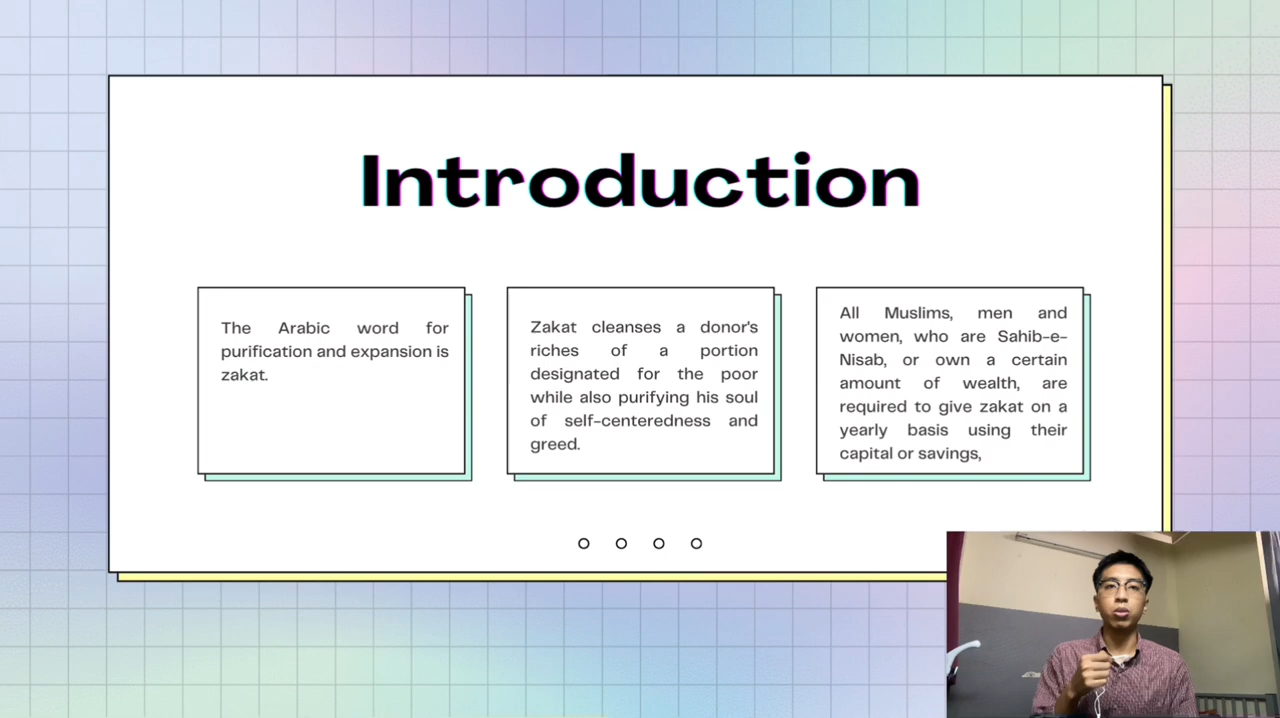 Introduction
The Arabic word for
purification and expansion is
zakat.
Zakat cleanses a donor's
riches of a portion
designated for the poor
while also purifying his soul
of self-centeredness and
greed.
All Muslims, men and
women, who are Sahib-e-
Nisab, or own a certain
amount of wealth, are
required to give zakat on a
yearly basis using their
capital or savings,